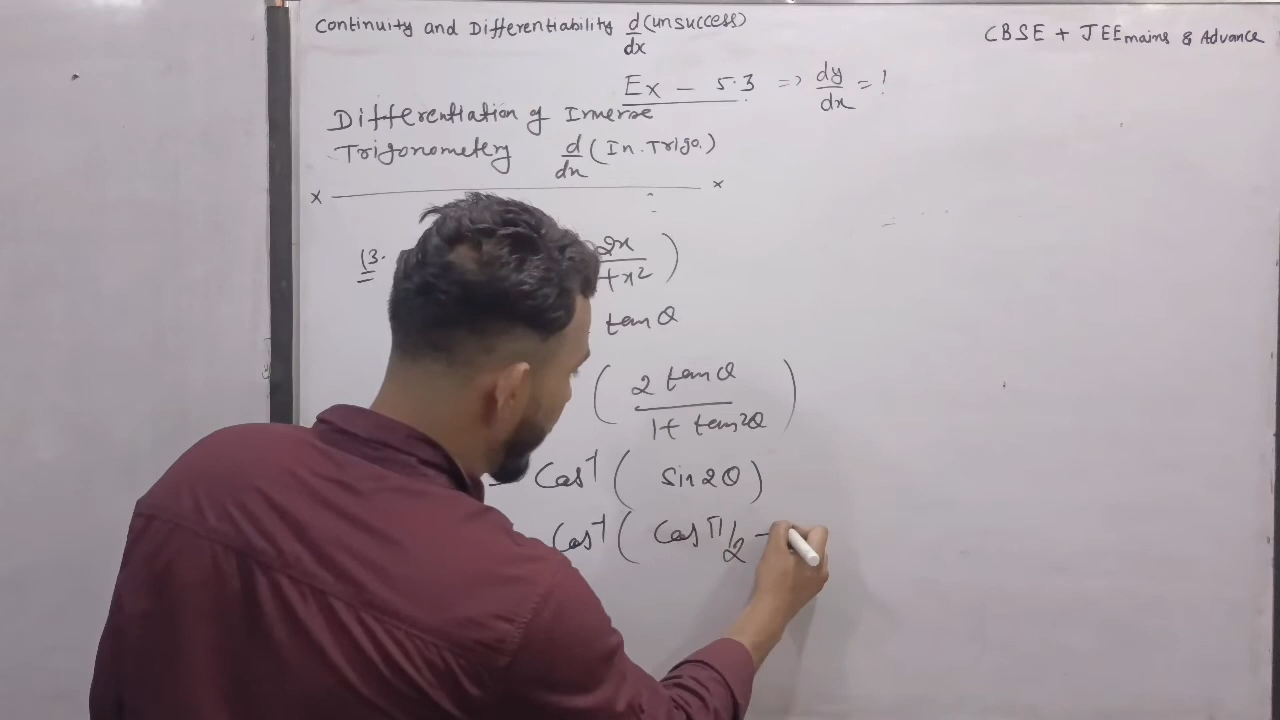 Continuity and Differentiability d/dx (unsuccess)
CBSE + JEE mains & Advance
Ex - 5.3 => dy/dx = !
Differentiation of Inverse
Trigonometery d/dx (In. Trigo.)
x x
13. 2x/+x² )
tan θ
( 2 tan θ / 1+ tan²θ )
Cos⁻¹ ( sin 2θ )
Cos⁻¹ ( Cos π/2 -